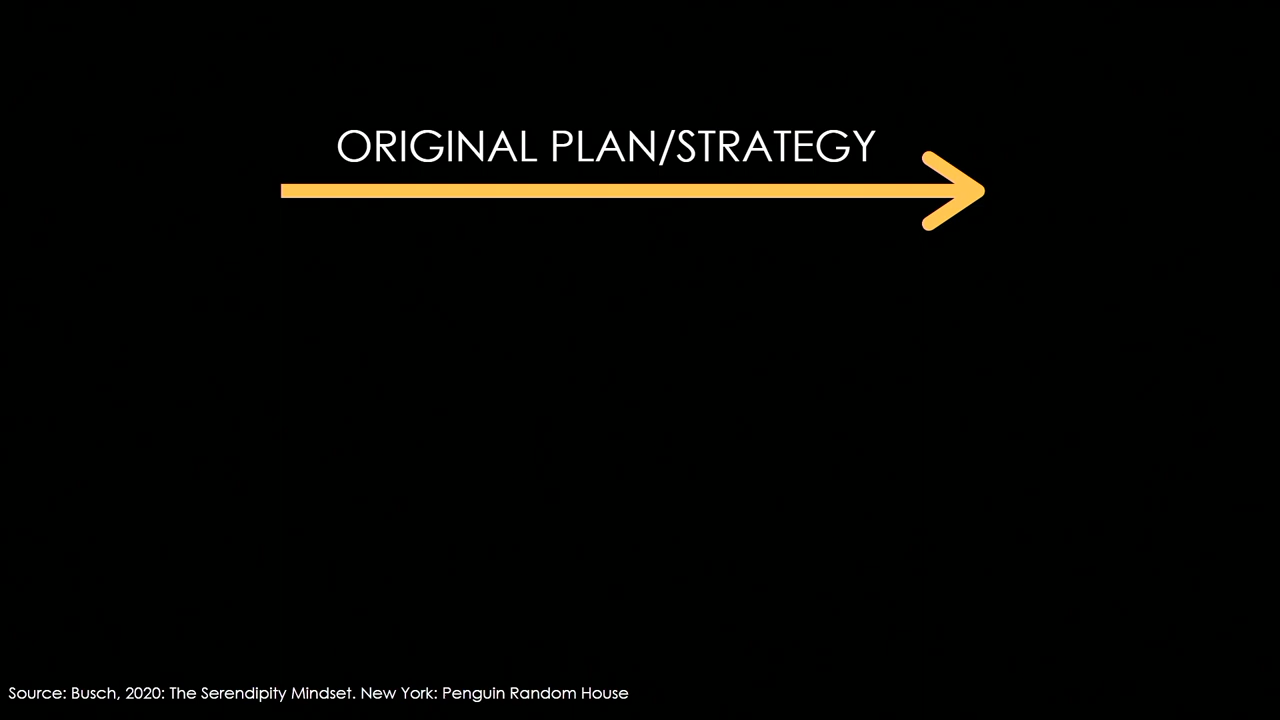 ORIGINAL PLAN/STRATEGY
Source: Busch, 2020: The Serendipity Mindset. New York: Penguin Random House